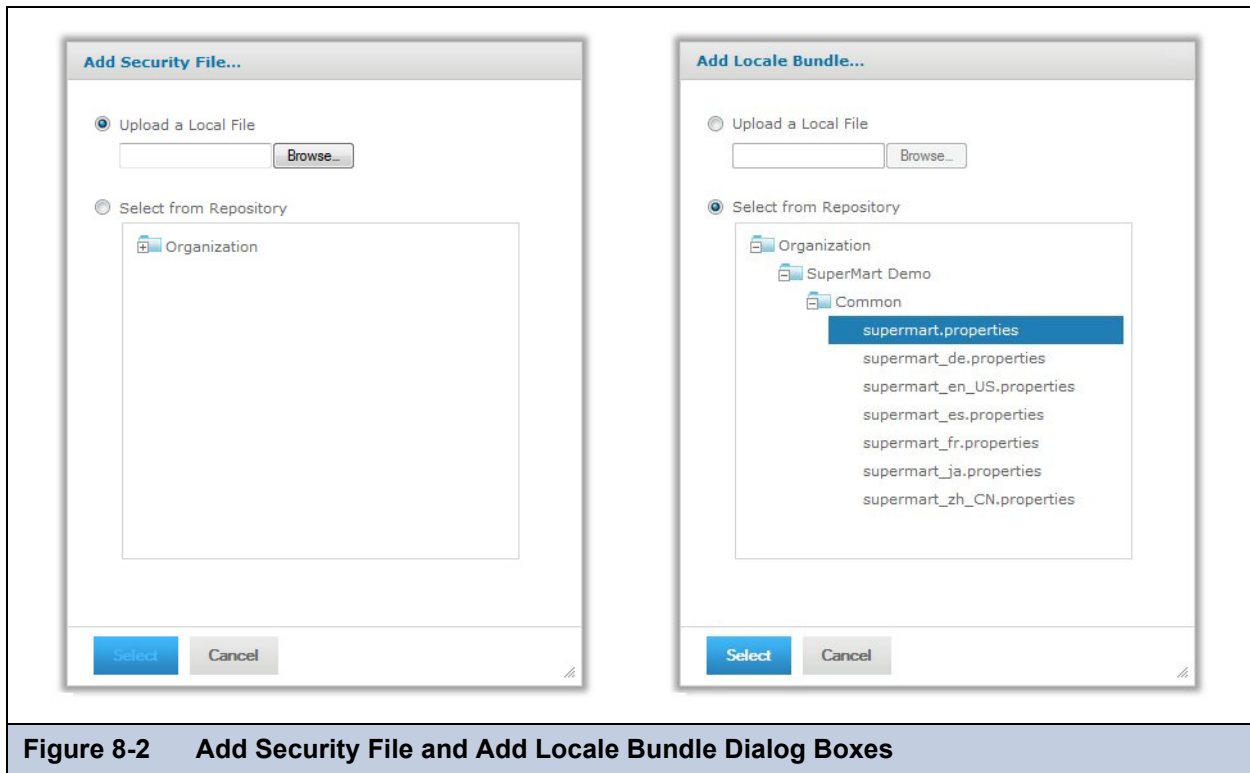 Add Security File...
Upload a Local File
Browse...
Select from Repository
Organization
Select
Cancel
Add Locale Bundle...
Upload a Local File
Browse...
Select from Repository
Organization
SuperMart Demo
Common
supermart.properties
supermart_de.properties
supermart_en_US.properties
supermart_es.properties
supermart_fr.properties
supermart_ja.properties
supermart_zh_CN.properties
Select
Cancel
Figure 8-2 Add Security File and Add Locale Bundle Dialog Boxes